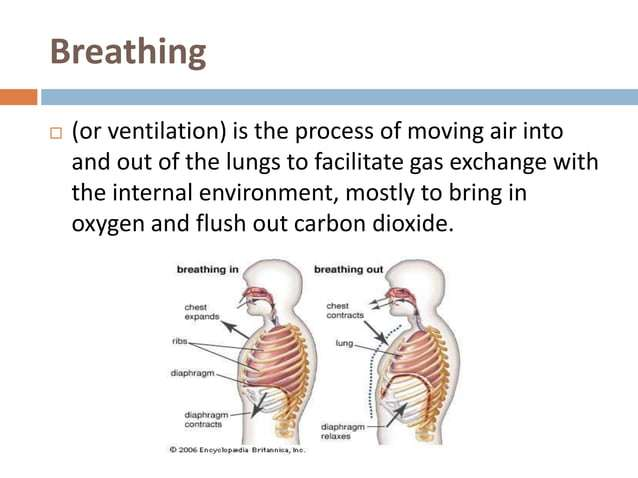 Breathing
(or ventilation) is the process of moving air into
and out of the lungs to facilitate gas exchange with
the internal environment, mostly to bring in
oxygen and flush out carbon dioxide.
breathing in
chest
expands
ribs
diaphragm
diaphragm
contracts
breathing out
chest
contracts
lung
diaphragm
relaxes
© 2006 Encyclopædia Britannica, Inc.